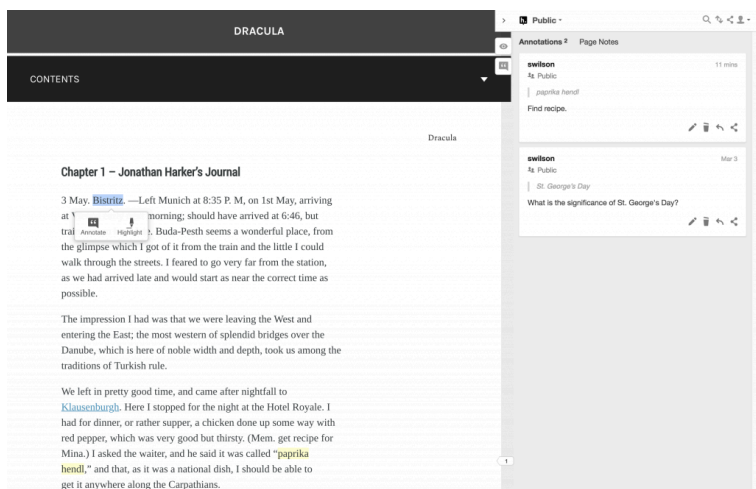 DRACULA
CONTENTS
Dracula
Chapter 1 – Jonathan Harker's Journal
3 May. Bistritz. —Left Munich at 8:35 P. M, on 1st May, arriving
at morning; should have arrived at 6:46, but
Annotate Highlight
Buda-Pesth seems a wonderful place, from
the glimpse which I got of it from the train and the little I could
walk through the streets. I feared to go very far from the station,
as we had arrived late and would start as near the correct time as
possible.
The impression I had was that we were leaving the West and
entering the East; the most western of splendid bridges over the
Danube, which is here of noble width and depth, took us among the
traditions of Turkish rule.
We left in pretty good time, and came after nightfall to
Klausenburgh. Here I stopped for the night at the Hotel Royale. I
had for dinner, or rather supper, a chicken done up some way with
red pepper, which was very good but thirsty. (Mem. get recipe for
Mina.) I asked the waiter, and he said it was called “paprika
hendl,” and that, as it was a national dish, I should be able to
get it anywhere along the Carpathians.
1
Public
Annotations 2 Page Notes
swilson 11 mins
Public
paprika hendl
Find recipe.
swilson Mar 3
Public
St. George's Day
What is the significance of St. George's Day?